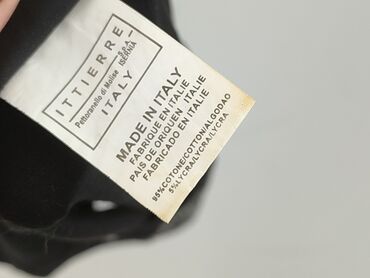 ITTIERRE
S.P.A.
Pettoranello di Molise
ISERNIA
ITALY
MADE IN ITALY
FABRIQUE EN ITALIE
PAIS DE ORIQUEN : ITALIE
FABRICADO EN ITALIE
95%COTONE/COTTON/ALGODAO
5%LYCRA/LYCRA/LYCRA